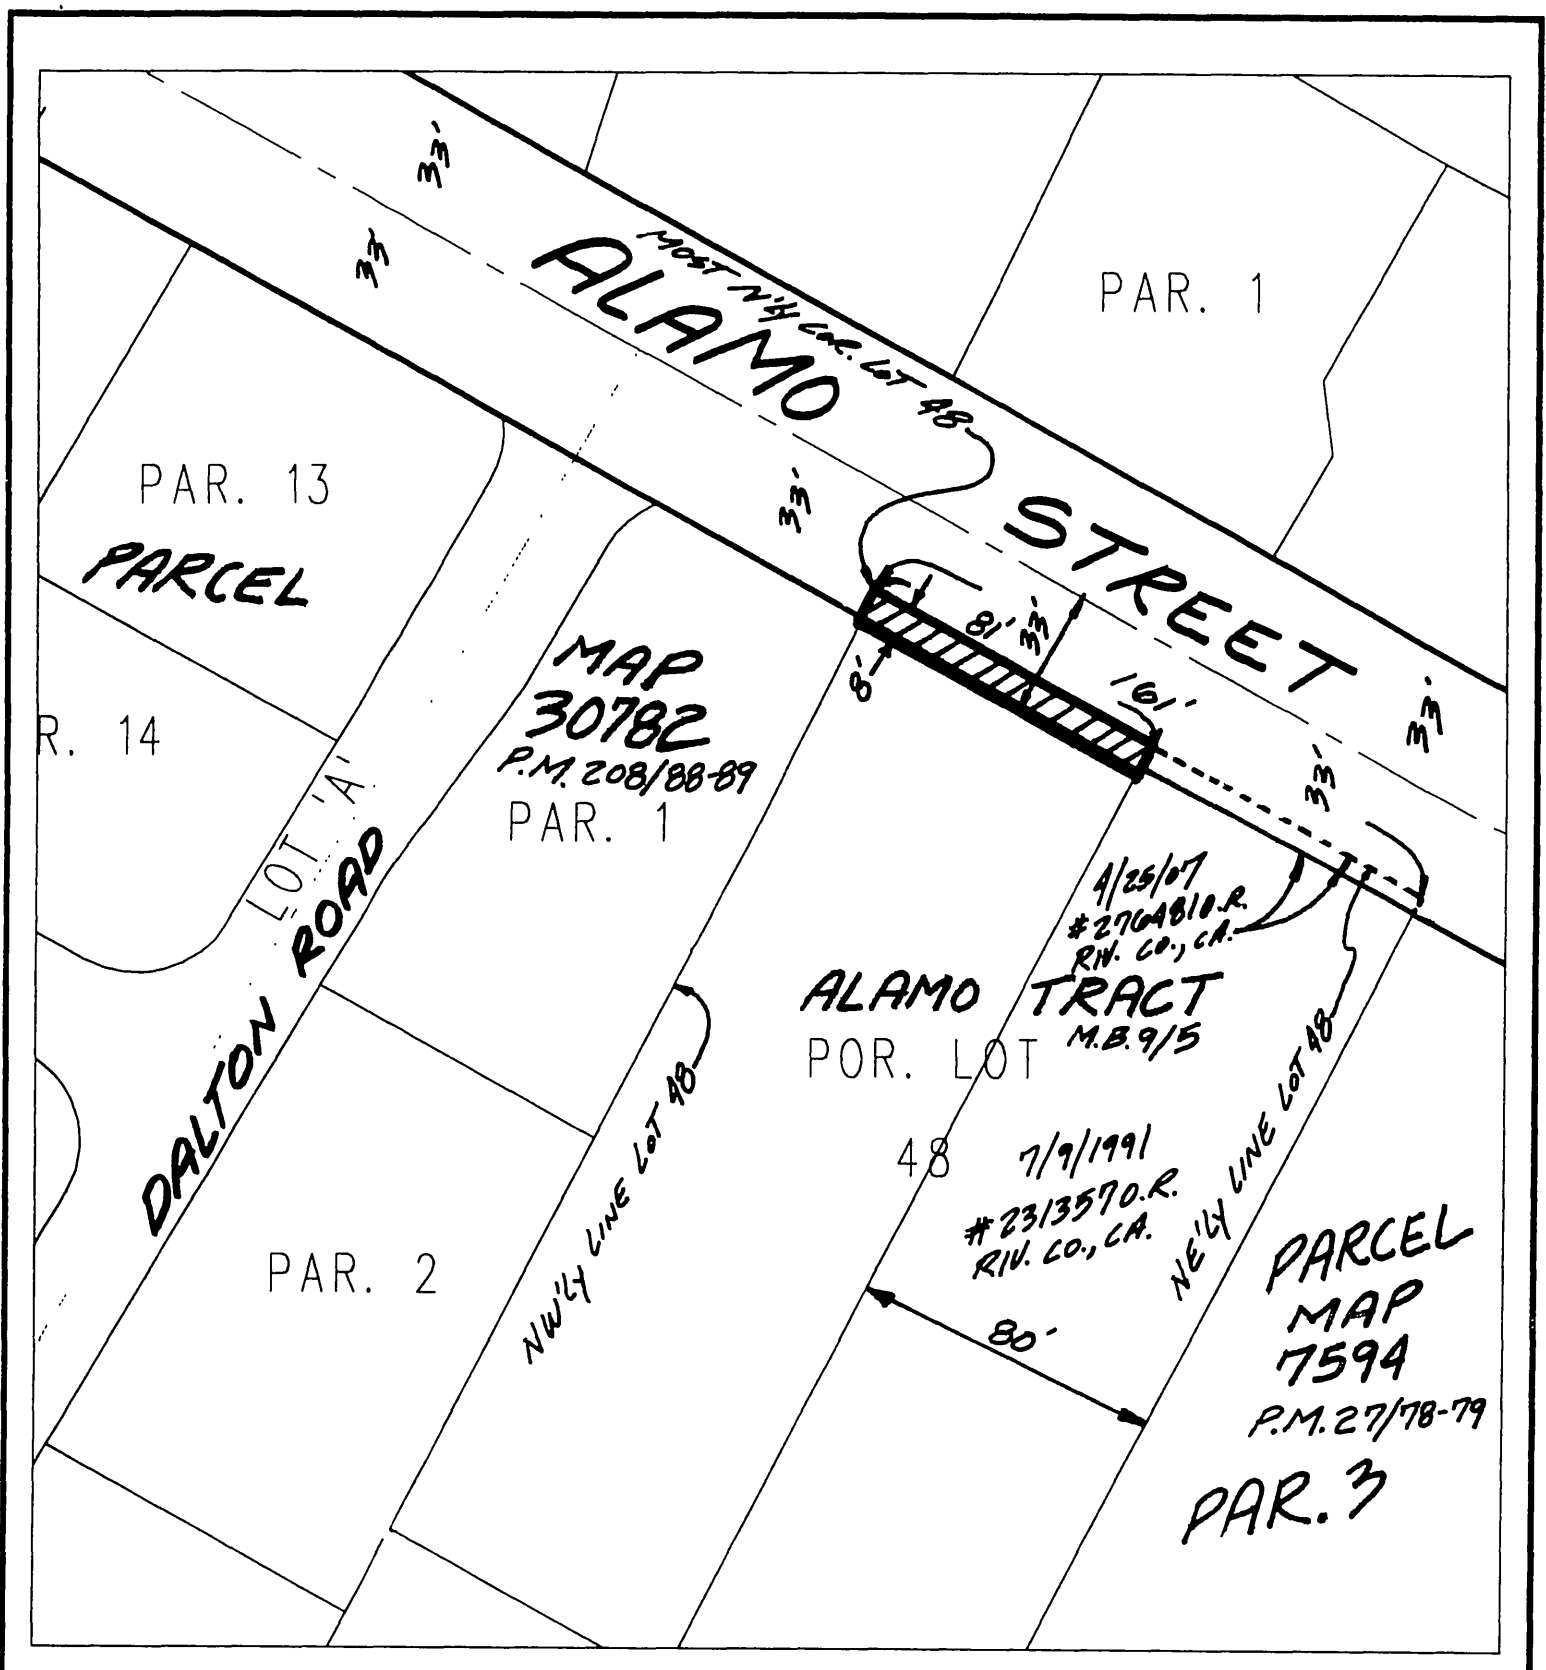 33'
33'
MOST N'LY COR. LOT 48
ALAMO
STREET
PAR. 1
PAR. 13
PARCEL
33'
81'
33'
8'
161'
33'
33'
MAP
30782
P.M. 208/88-89
PAR. 1
R. 14
LOT 'A'
DALTON ROAD
4/25/07
#276481 O.R.
RIV. CO., CA.
ALAMO TRACT
M.B. 9/5
POR. LOT
48
7/9/1991
#231357 O.R.
RIV. CO., CA.
NW'LY LINE LOT 48
NE'LY LINE LOT 48
PAR. 2
80'
PARCEL
MAP
7594
P.M. 27/78-79
PAR. 3